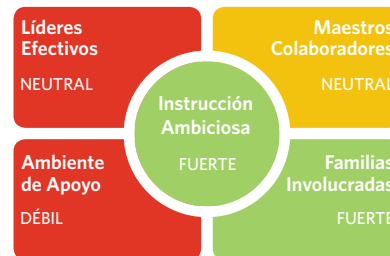 Líderes
Efectivos
NEUTRAL
Maestros
Colaboradores
NEUTRAL
Instrucción
Ambiciosa
FUERTE
Ambiente
de Apoyo
DÉBIL
Familias
Involucradas
FUERTE